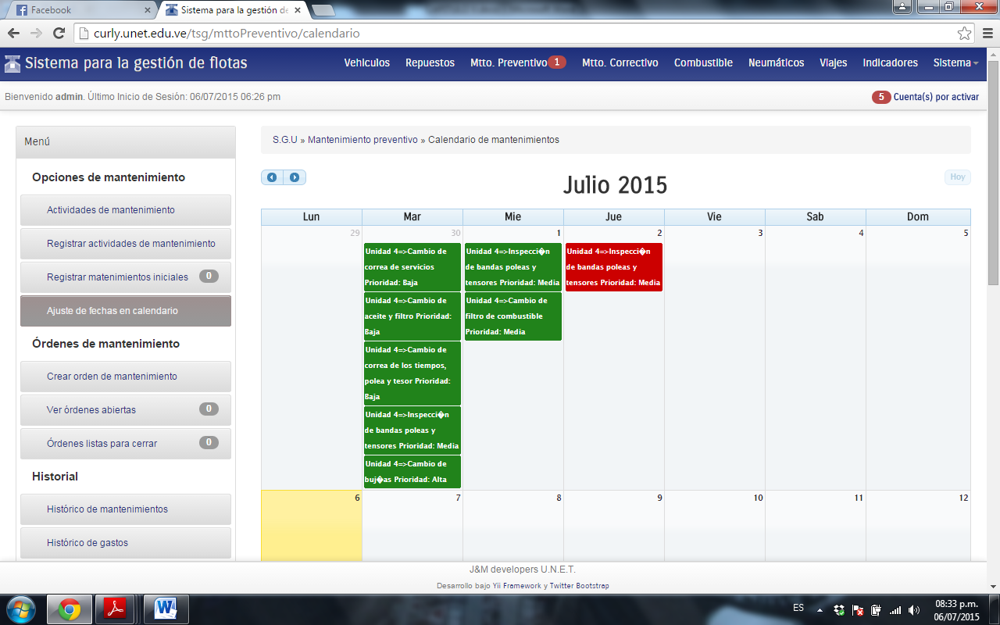 Facebook
Sistema para la gestión de
curly.unet.edu.ve/tsg/mttoPreventivo/calendario
Sistema para la gestión de flotas
Vehiculos Repuestos Mtto. Preventivo 1 Mtto. Correctivo Combustible Neumáticos Viajes Indicadores Sistema
Bienvenido admin. Último Inicio de Sesión: 06/07/2015 06:26 pm
5 Cuenta(s) por activar
Menú
Opciones de mantenimiento
Actividades de mantenimiento
Registrar actividades de mantenimiento
Registrar matenimientos iniciales 0
Ajuste de fechas en calendario
Órdenes de mantenimiento
Crear orden de mantenimiento
Ver órdenes abiertas 0
Órdenes listas para cerrar 0
Historial
Histórico de mantenimientos
Histórico de gastos
S.G.U » Mantenimiento preventivo » Calendario de mantenimientos
Julio 2015
Hoy
Lun Mar Mie Jue Vie Sab Dom
29 30 1 2 3 4 5
Unidad 4=>Cambio de
correa de servicios
Prioridad: Baja
Unidad 4=>Cambio de
aceite y filtro Prioridad:
Baja
Unidad 4=>Cambio de
correa de los tiempos,
polea y tesor Prioridad:
Baja
Unidad 4=>Inspecci�n
de bandas poleas y
tensores Prioridad: Media
Unidad 4=>Cambio de
buj�as Prioridad: Alta
Unidad 4=>Inspecci�n
de bandas poleas y
tensores Prioridad: Media
Unidad 4=>Cambio de
filtro de combustible
Prioridad: Media
Unidad 4=>Inspecci�n
de bandas poleas y
tensores Prioridad: Media
6 7 8 9 10 11 12
J&M developers U.N.E.T.
Desarrollo bajo Yii Framework y Twitter Bootstrap
ES
08:33 p.m.
06/07/2015